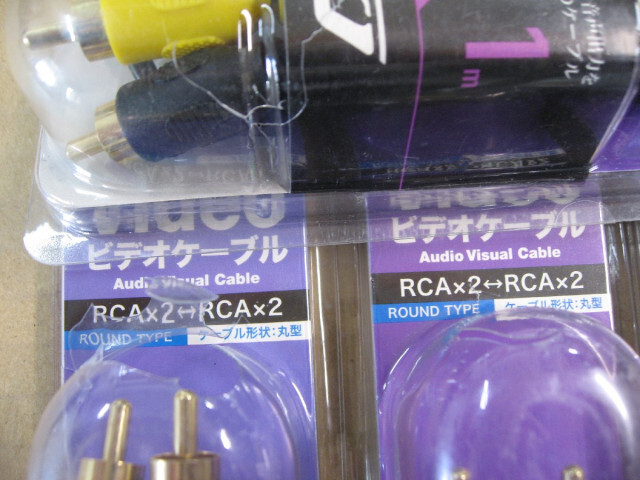 1m
Video
ビデオケーブル
Audio Visual Cable
RCA×2↔RCA×2
ROUND TYPE ケーブル形状:丸型
ビデオケーブル
Audio Visual Cable
RCA×2↔RCA×2
ROUND TYPE ケーブル形状:丸型